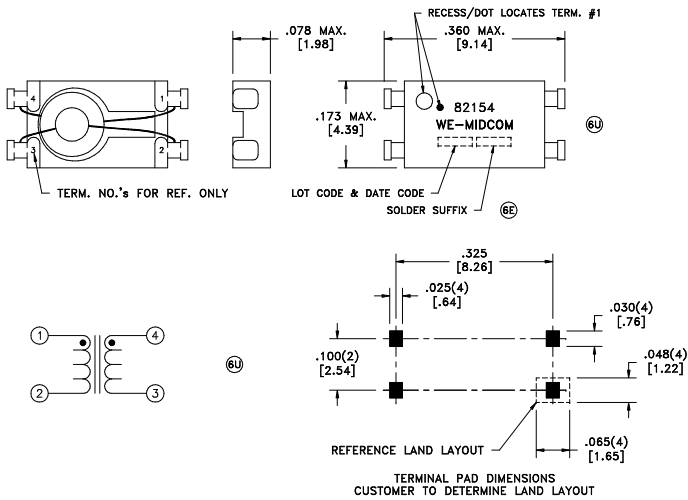 RECESS/DOT LOCATES TERM. #1
.078 MAX.
[1.98]
.360 MAX.
[9.14]
4
1
3
2
.173 MAX.
[4.39]
82154
WE-MIDCOM
6U
TERM. NO.'s FOR REF. ONLY
LOT CODE & DATE CODE
SOLDER SUFFIX
6E
.325
[8.26]
.025(4)
[.64]
.030(4)
[.76]
1
4
2
3
6U
.100(2)
[2.54]
.048(4)
[1.22]
REFERENCE LAND LAYOUT
.065(4)
[1.65]
TERMINAL PAD DIMENSIONS
CUSTOMER TO DETERMINE LAND LAYOUT